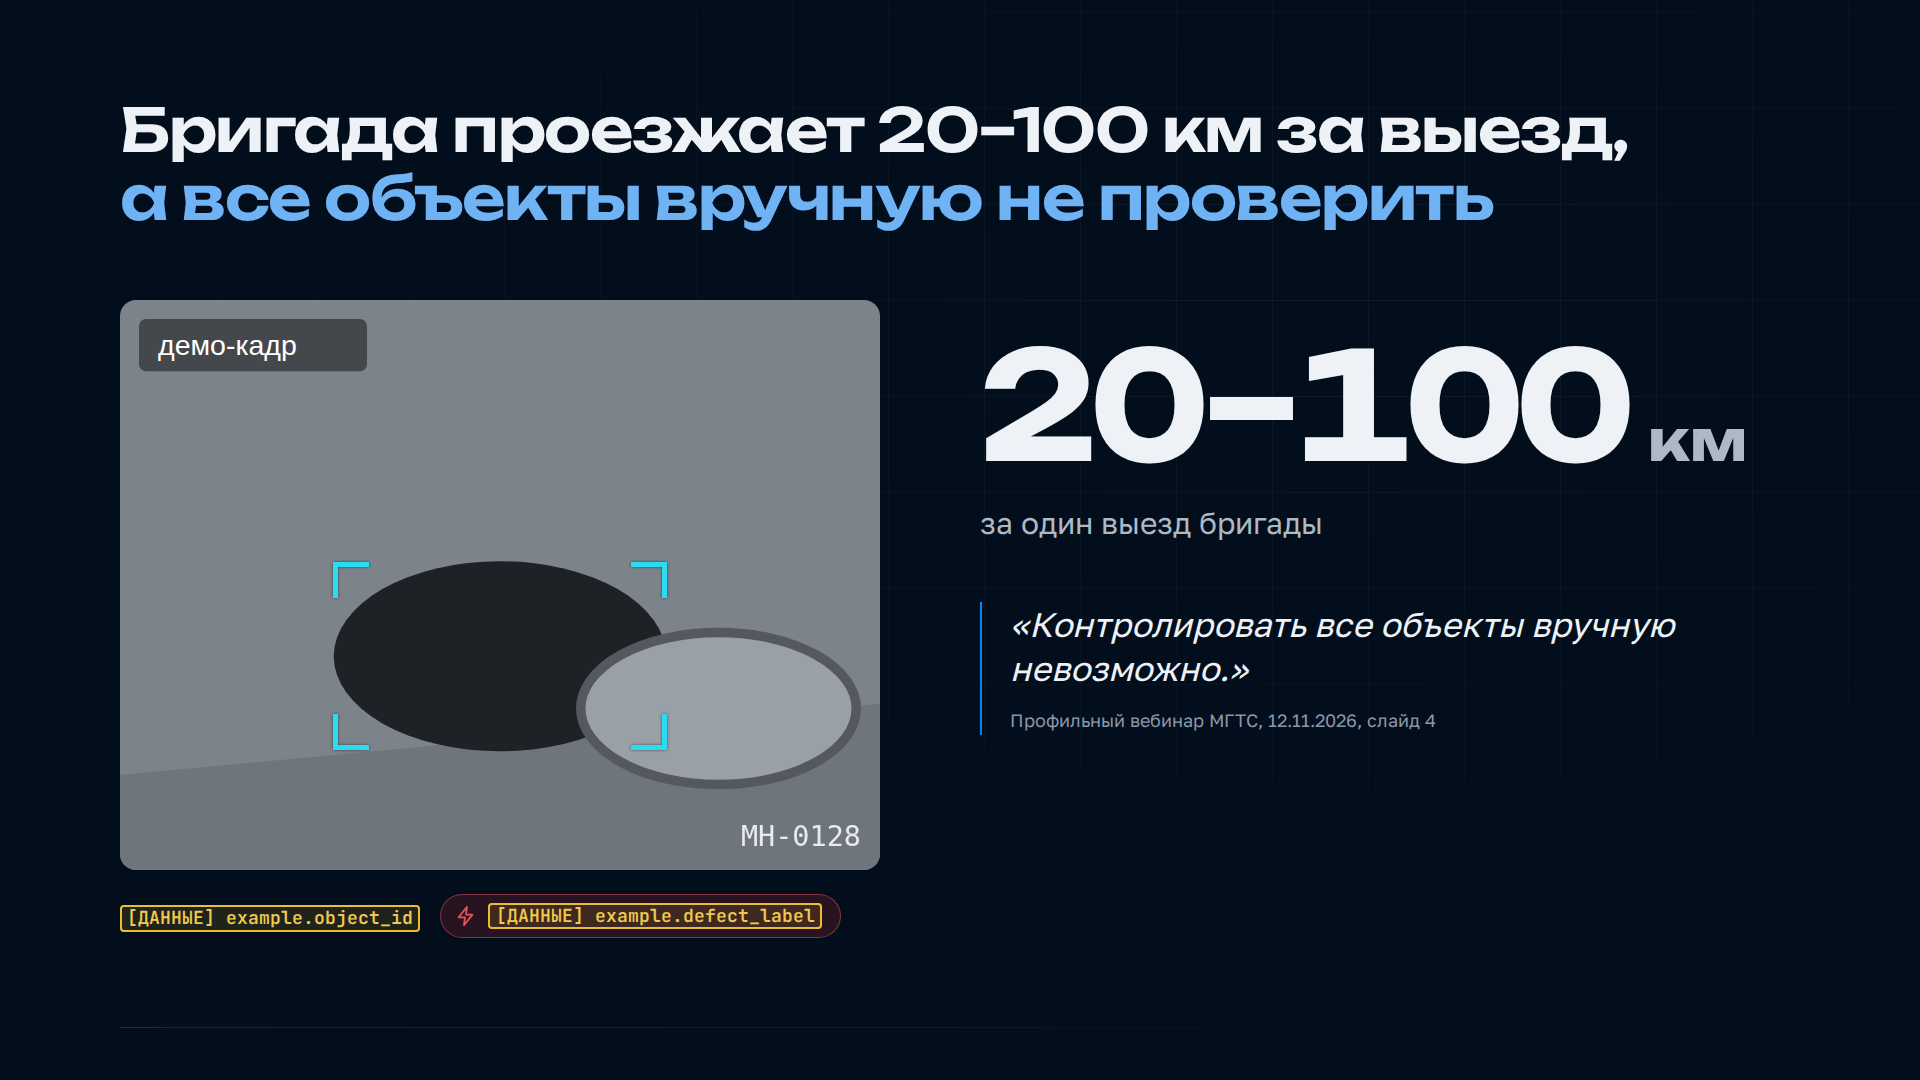 Бригада проезжает 20–100 км за выезд,
а все объекты вручную не проверить
демо-кадр
MH-0128
[ДАННЫЕ] example.object_id
[ДАННЫЕ] example.defect_label
20–100 км
за один выезд бригады
«Контролировать все объекты вручную
невозможно.»
Профильный вебинар МГТС, 12.11.2026, слайд 4